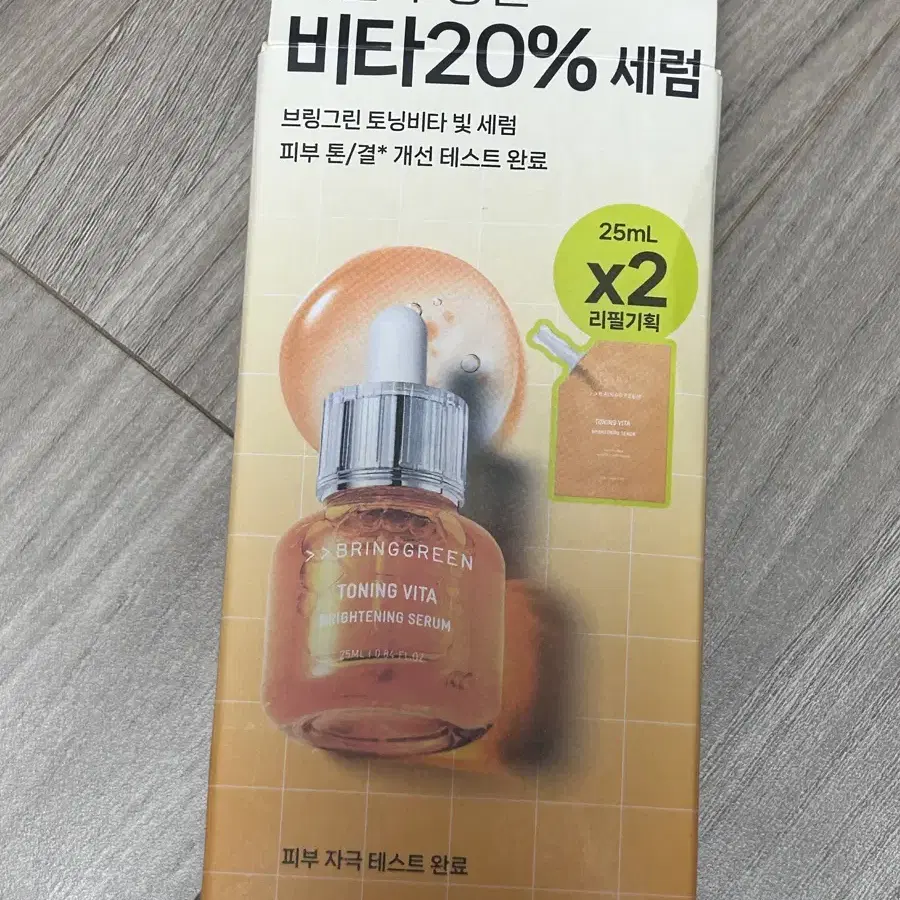 비타20% 세럼
브링그린 토닝비타 빛 세럼
피부 톤/결* 개선 테스트 완료
25mL
x2
리필기획
TONING VITA
BRIGHTENING SERUM
>>BRINGGREEN
TONING VITA
BRIGHTENING SERUM
25ML | 0.84 FL.OZ
피부 자극 테스트 완료